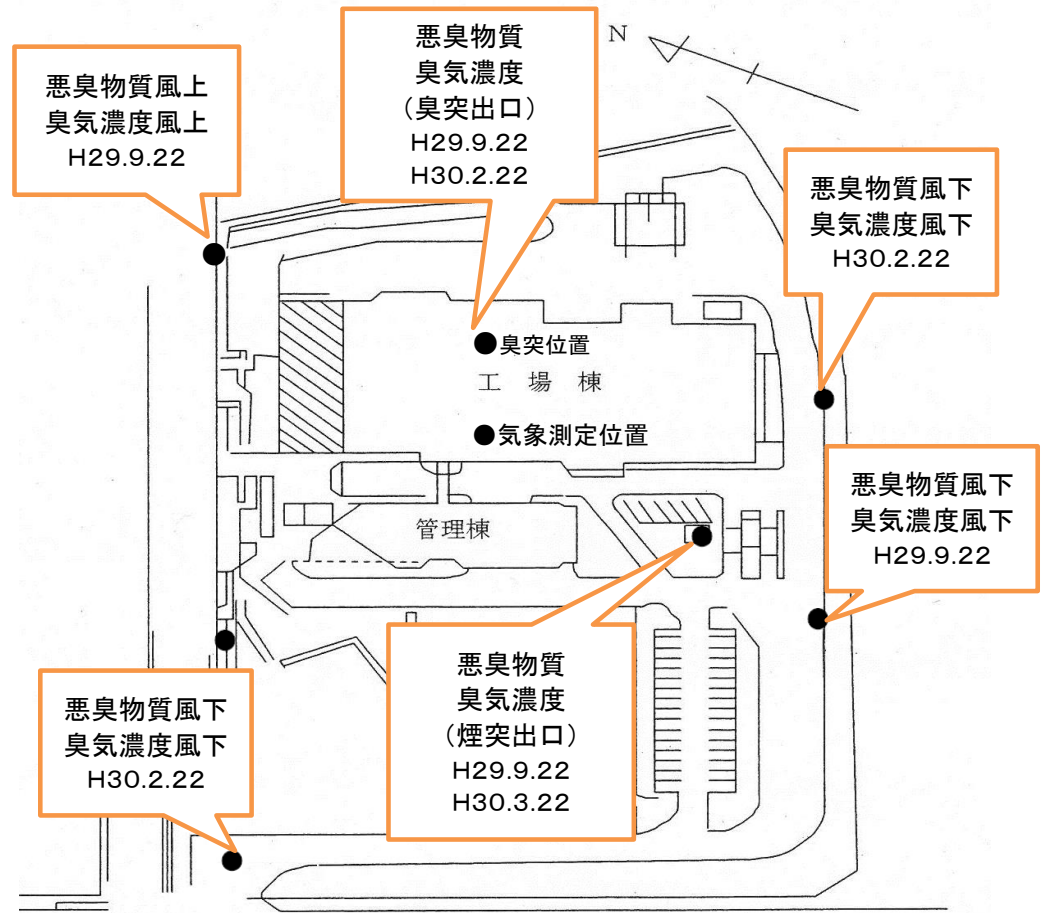 悪臭物質風上
臭気濃度風上
H29.9.22
悪臭物質
臭気濃度
（臭突出口）
H29.9.22
H30.2.22
N
悪臭物質風下
臭気濃度風下
H30.2.22
臭突位置
工場棟
気象測定位置
悪臭物質風下
臭気濃度風下
H29.9.22
管理棟
悪臭物質風下
臭気濃度風下
H30.2.22
悪臭物質
臭気濃度
（煙突出口）
H29.9.22
H30.3.22